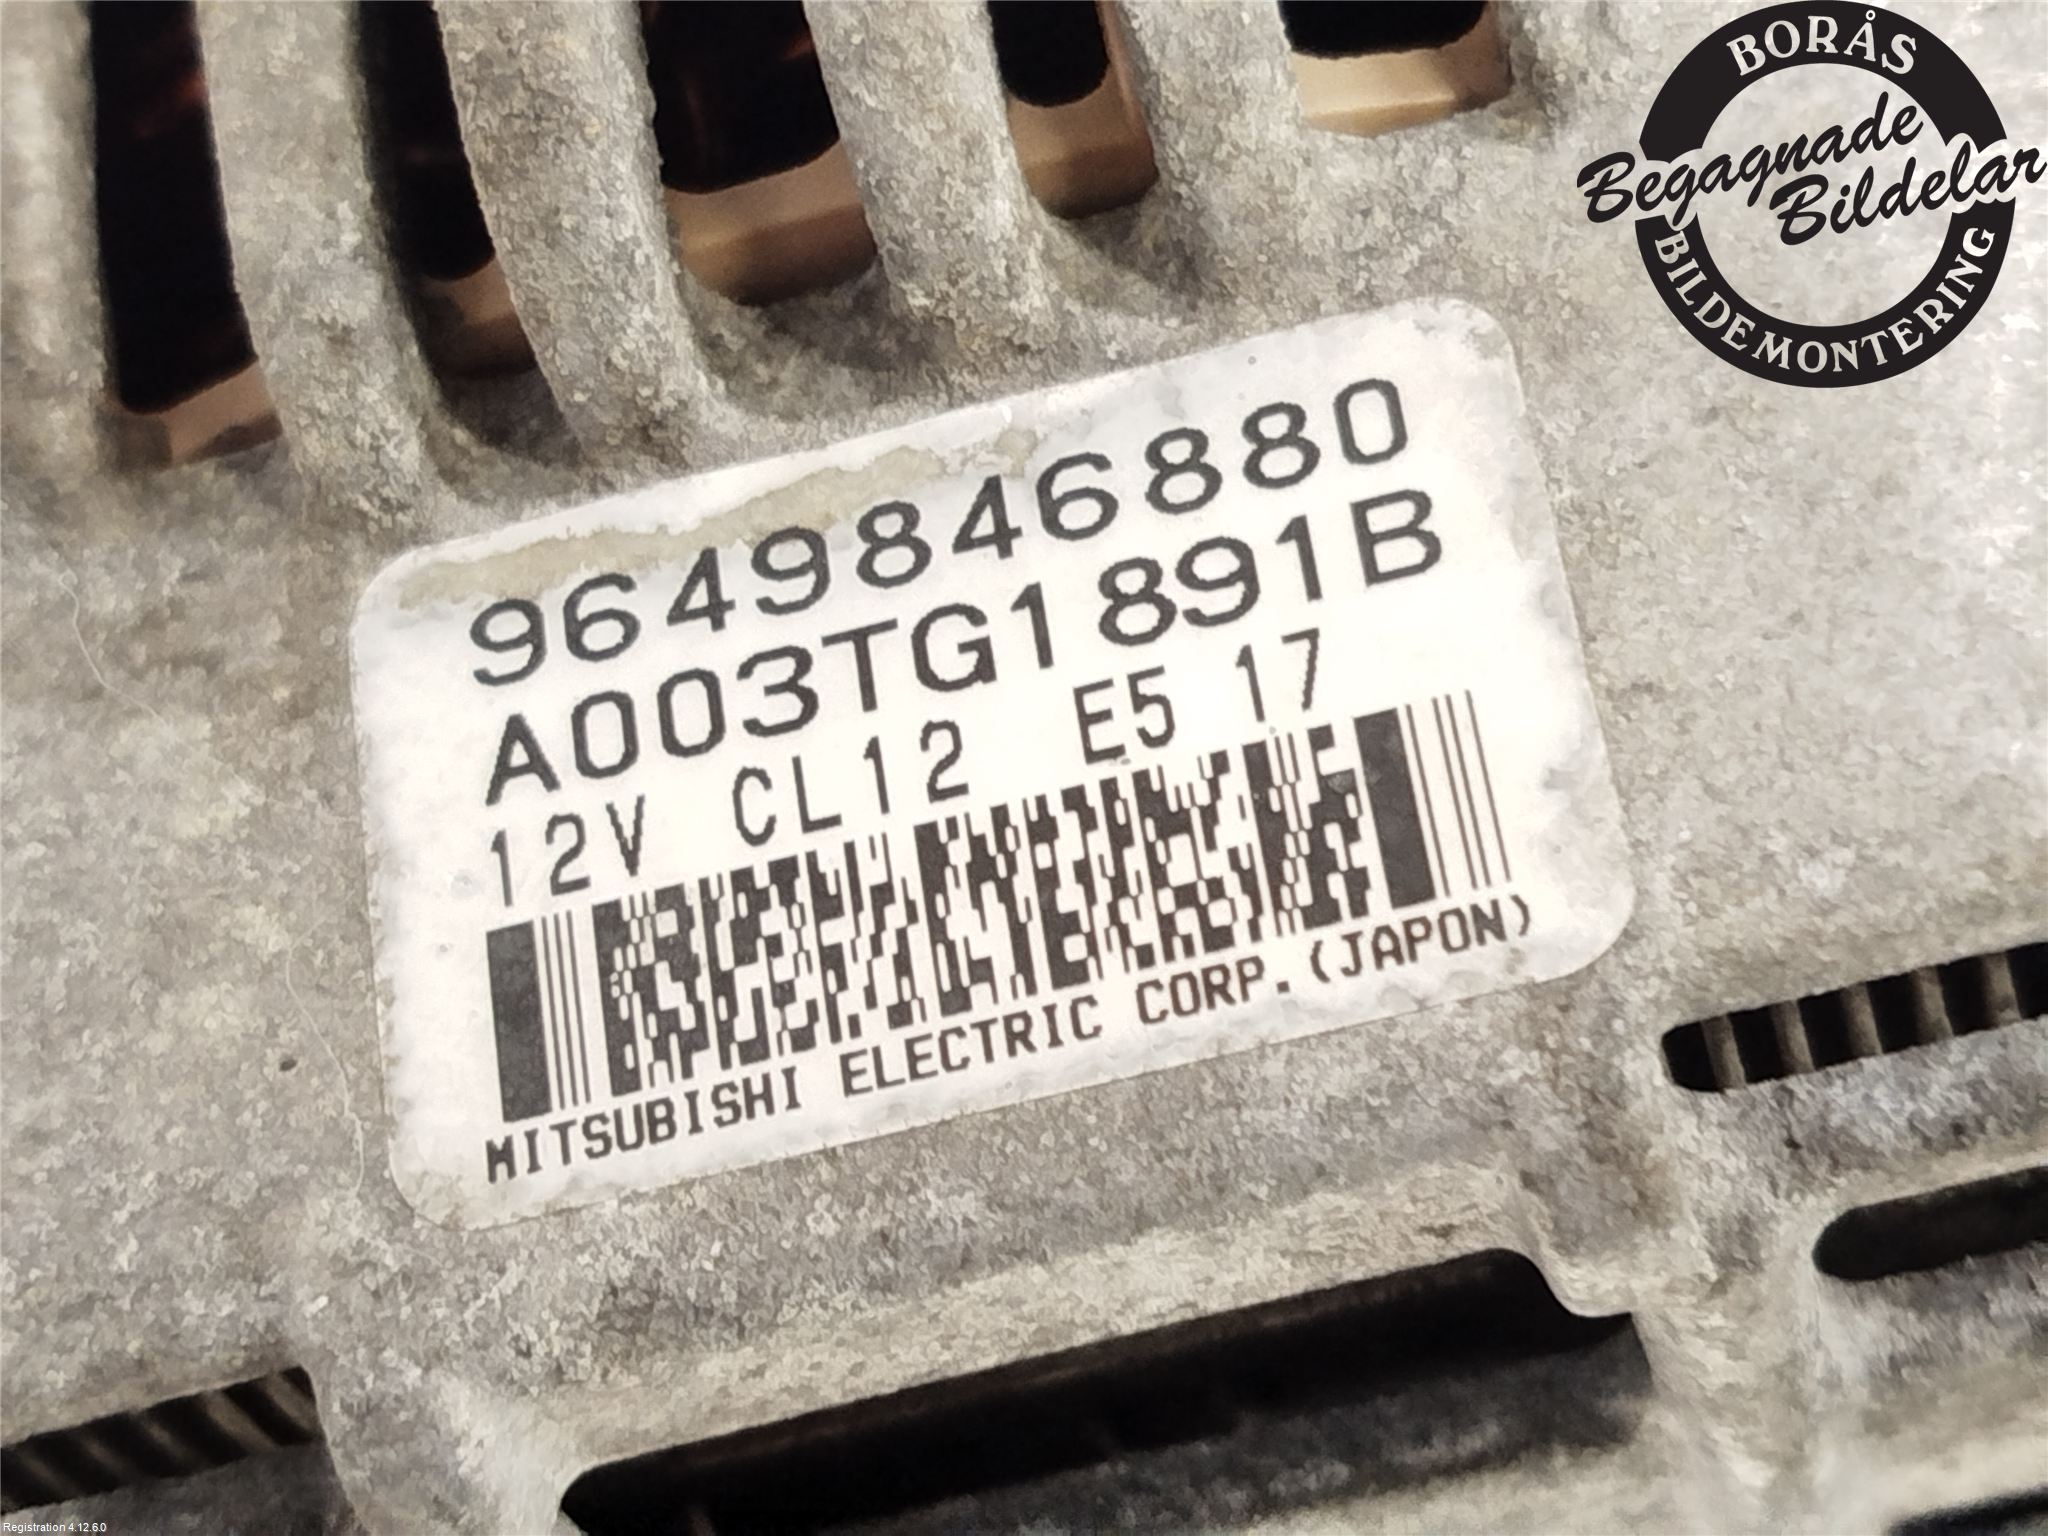 BORÅS
Begagnade
Bildelar
BILDEMONTERING
9649846880
A003TG1891B
12V CL12 E5 17
MITSUBISHI ELECTRIC CORP.(JAPON)
Registration 4.12.6.0